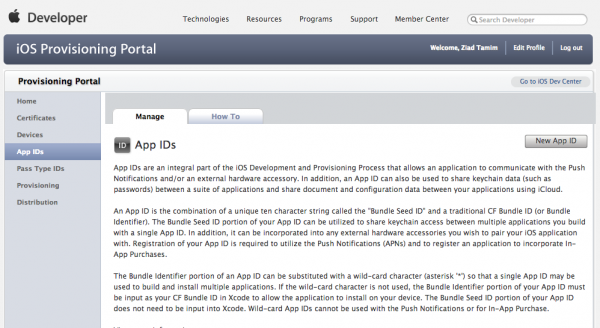 Developer
Technologies Resources Programs Support Member Center Search Developer
iOS Provisioning Portal
Welcome, Ziad Tamim Edit Profile Log out
Provisioning Portal
Go to iOS Dev Center
Home
Certificates
Devices
App IDs
Pass Type IDs
Provisioning
Distribution
Manage How To
ID App IDs
New App ID
App IDs are an integral part of the iOS Development and Provisioning Process that allows an application to communicate with the Push
Notifications and/or an external hardware accessory. In addition, an App ID can also be used to share keychain data (such as
passwords) between a suite of applications and share document and configuration data between your applications using iCloud.
An App ID is the combination of a unique ten character string called the "Bundle Seed ID" and a traditional CF Bundle ID (or Bundle
Identifier). The Bundle Seed ID portion of your App ID can be utilized to share keychain access between multiple applications you build
with a single App ID. In addition, it can be incorporated into any external hardware accessories you wish to pair your iOS application
with. Registration of your App ID is required to utilize the Push Notifications (APNs) and to register an application to incorporate In-
App Purchases.
The Bundle Identifier portion of an App ID can be substituted with a wild-card character (asterisk '*') so that a single App ID may be
used to build and install multiple applications. If the wild-card character is not used, the Bundle Identifier portion of your App ID must
be input as your CF Bundle ID in Xcode to allow the application to install on your device. The Bundle Seed ID portion of your App ID
does not need to be input into Xcode. Wild-card App IDs cannot be used with the Push Notifications or for In-App Purchase.